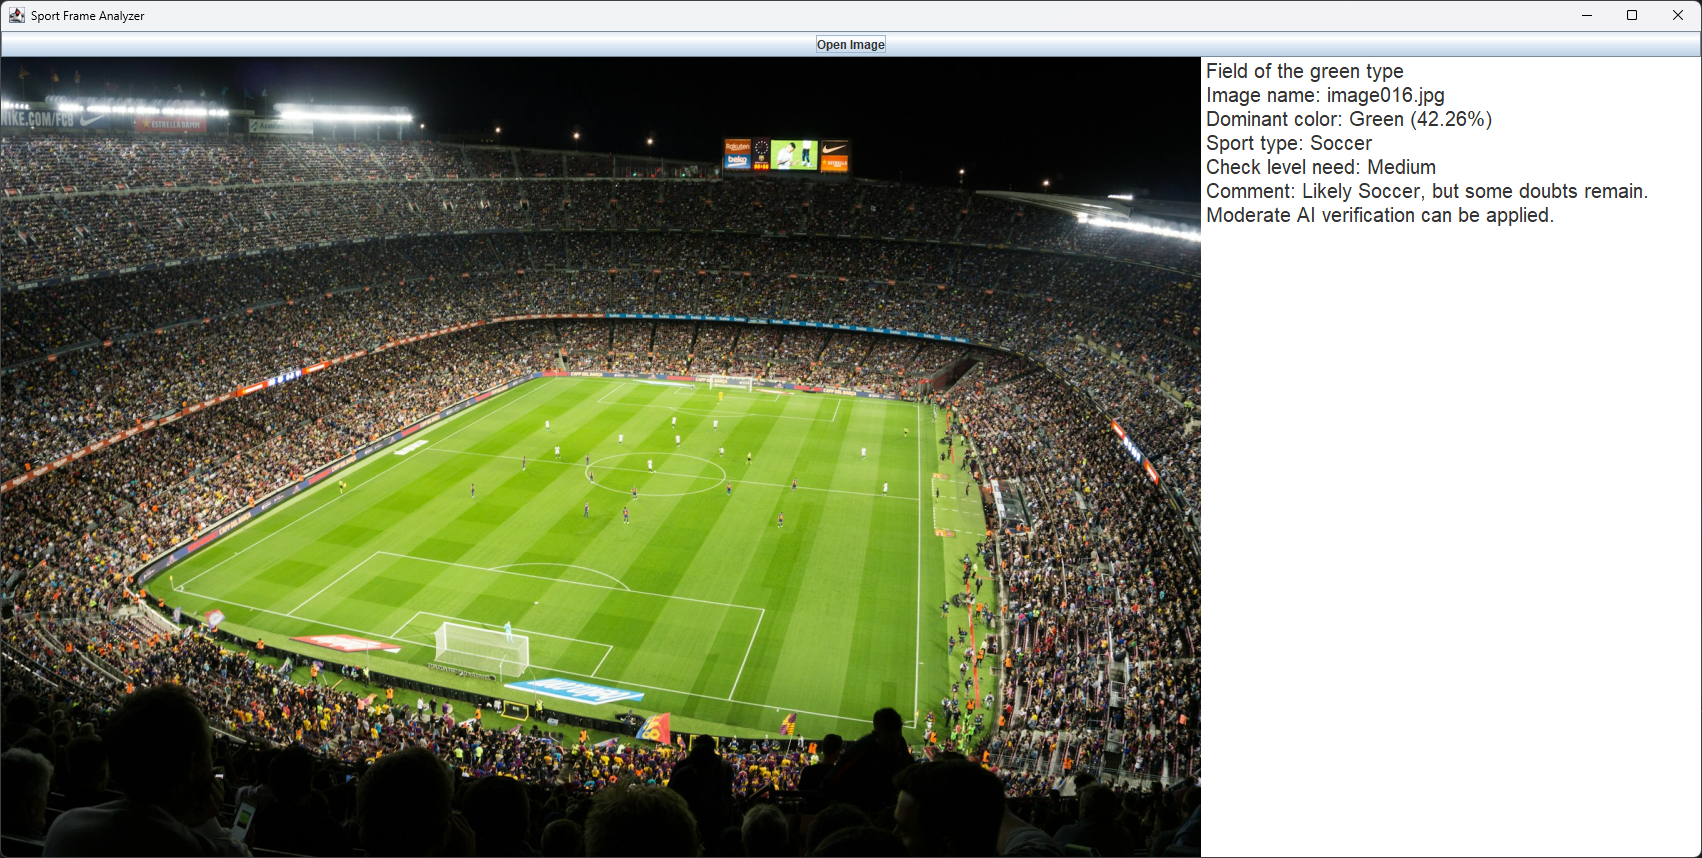 Sport Frame Analyzer
Open Image
NIKE.COM/FCB
ESTRELLA DAMM
Rakuten
beko
Field of the green type
Image name: image016.jpg
Dominant color: Green (42.26%)
Sport type: Soccer
Check level need: Medium
Comment: Likely Soccer, but some doubts remain.
Moderate AI verification can be applied.